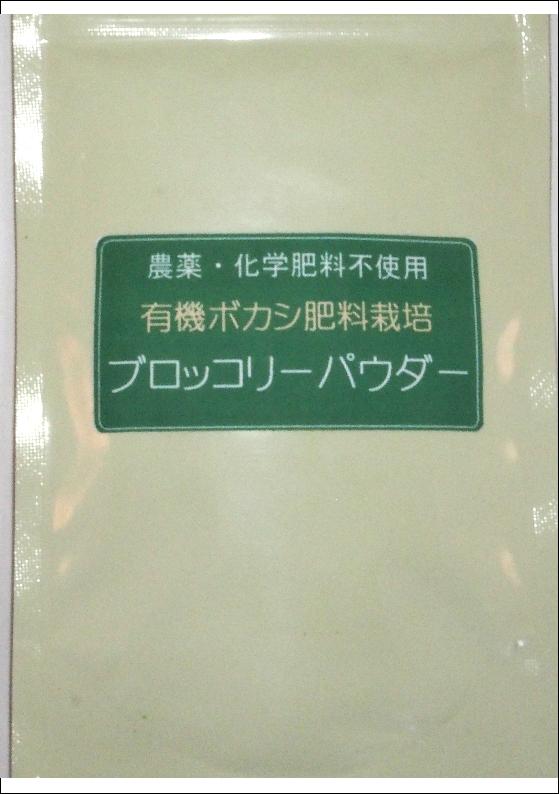 農薬・化学肥料不使用
有機ボカシ肥料栽培
ブロッコリーパウダー